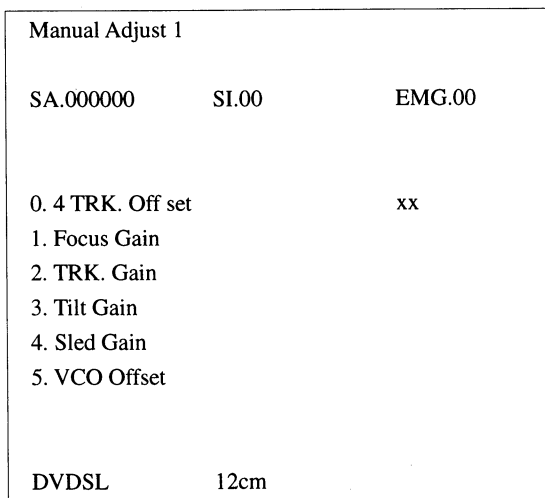 Manual Adjust 1
SA.000000 SI.00 EMG.00
0. 4 TRK. Off set xx
1. Focus Gain
2. TRK. Gain
3. Tilt Gain
4. Sled Gain
5. VCO Offset
DVDSL 12cm